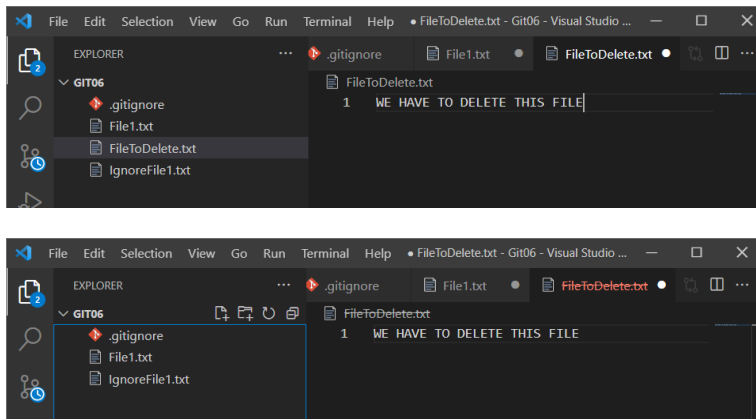 File Edit Selection View Go Run Terminal Help ● FileToDelete.txt - Git06 - Visual Studio ...
EXPLORER ... .gitignore File1.txt ● FileToDelete.txt ● ...
2
GIT06 FileToDelete.txt
.gitignore 1 WE HAVE TO DELETE THIS FILE
File1.txt
FileToDelete.txt
IgnoreFile1.txt
File Edit Selection View Go Run Terminal Help ● FileToDelete.txt - Git06 - Visual Studio ...
EXPLORER ... .gitignore File1.txt ● FileToDelete.txt ● ...
2
GIT06 FileToDelete.txt
.gitignore 1 WE HAVE TO DELETE THIS FILE
File1.txt
IgnoreFile1.txt